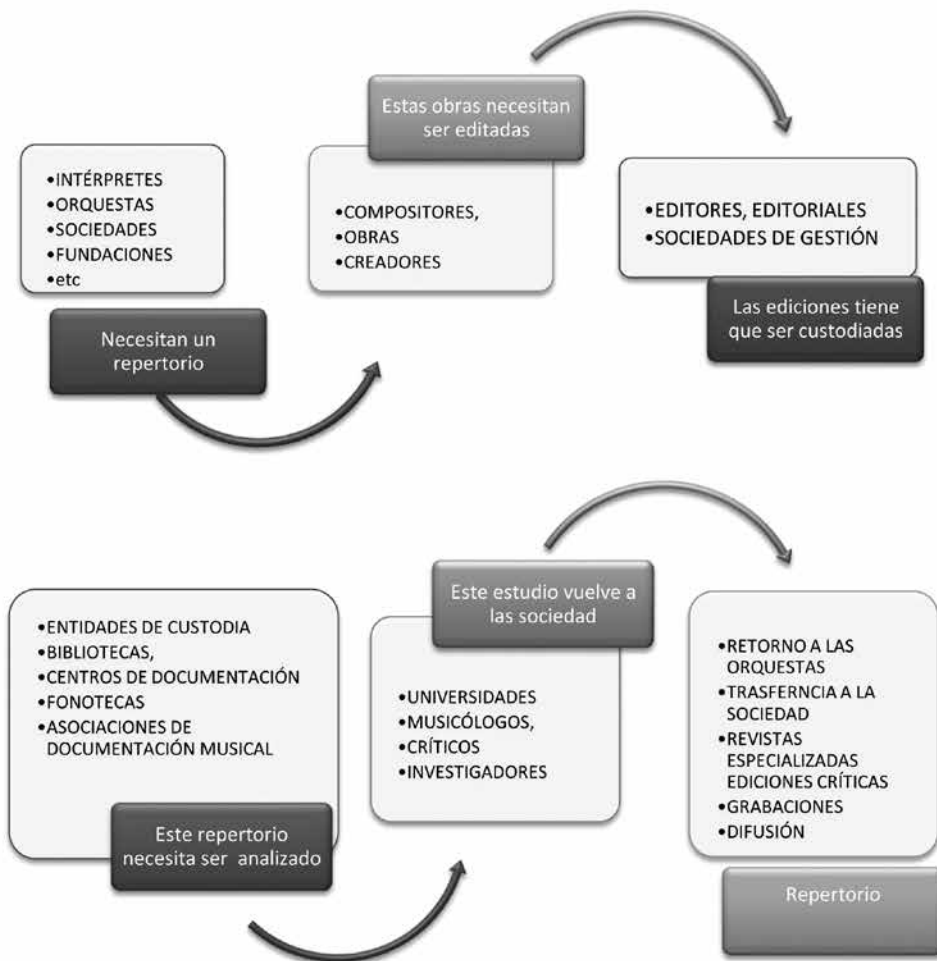 •INTÉRPRETES
•ORQUESTAS
•SOCIEDADES
•FUNDACIONES
•etc
Necesitan un
repertorio
Estas obras necesitan
ser editadas
•COMPOSITORES,
•OBRAS
•CREADORES
•EDITORES, EDITORIALES
•SOCIEDADES DE GESTIÓN
Las ediciones tiene
que ser custodiadas
•ENTIDADES DE CUSTODIA
•BIBLIOTECAS,
•CENTROS DE DOCUMENTACIÓN
•FONOTECAS
•ASOCIACIONES DE
DOCUMENTACIÓN MUSICAL
Este repertorio
necesita ser analizado
Este estudio vuelve a
las sociedad
•UNIVERSIDADES
•MUSICÓLOGOS,
•CRÍTICOS
•INVESTIGADORES
•RETORNO A LAS
ORQUESTAS
•TRASFERNCIA A LA
SOCIEDAD
•REVISTAS
ESPECIALIZADAS
EDICIONES CRÍTICAS
•GRABACIONES
•DIFUSIÓN
Repertorio